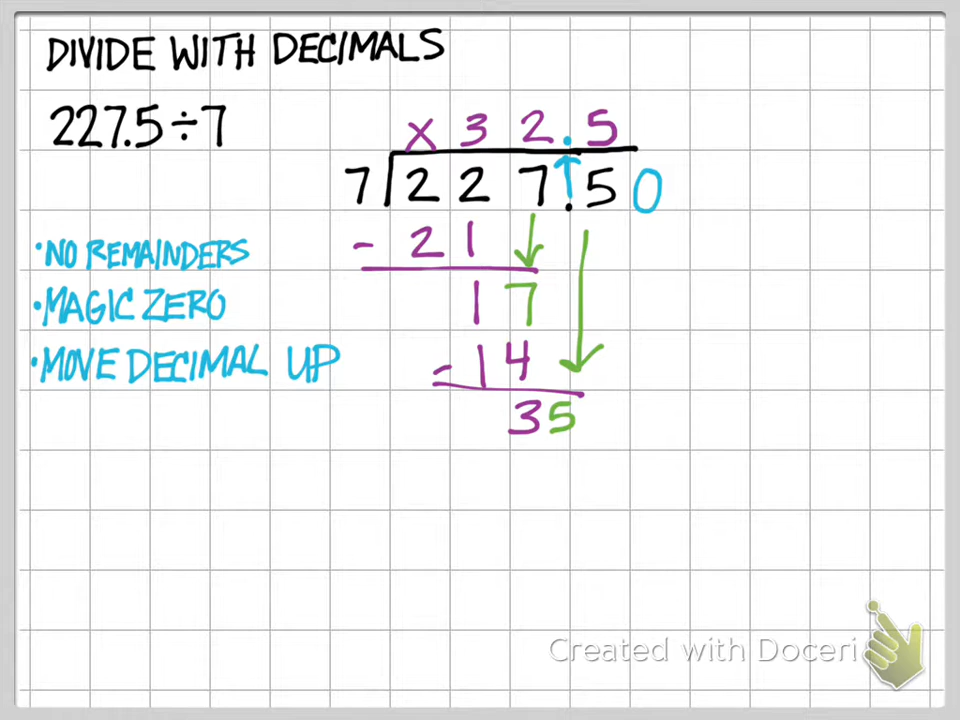 DIVIDE WITH DECIMALS
227.5÷7
x 3 2 . 5
7 2 2 7 . 5 0
- 2 1
1 7
- 1 4
3 5
•NO REMAINDERS
•MAGIC ZERO
•MOVE DECIMAL UP
Created with Doceri